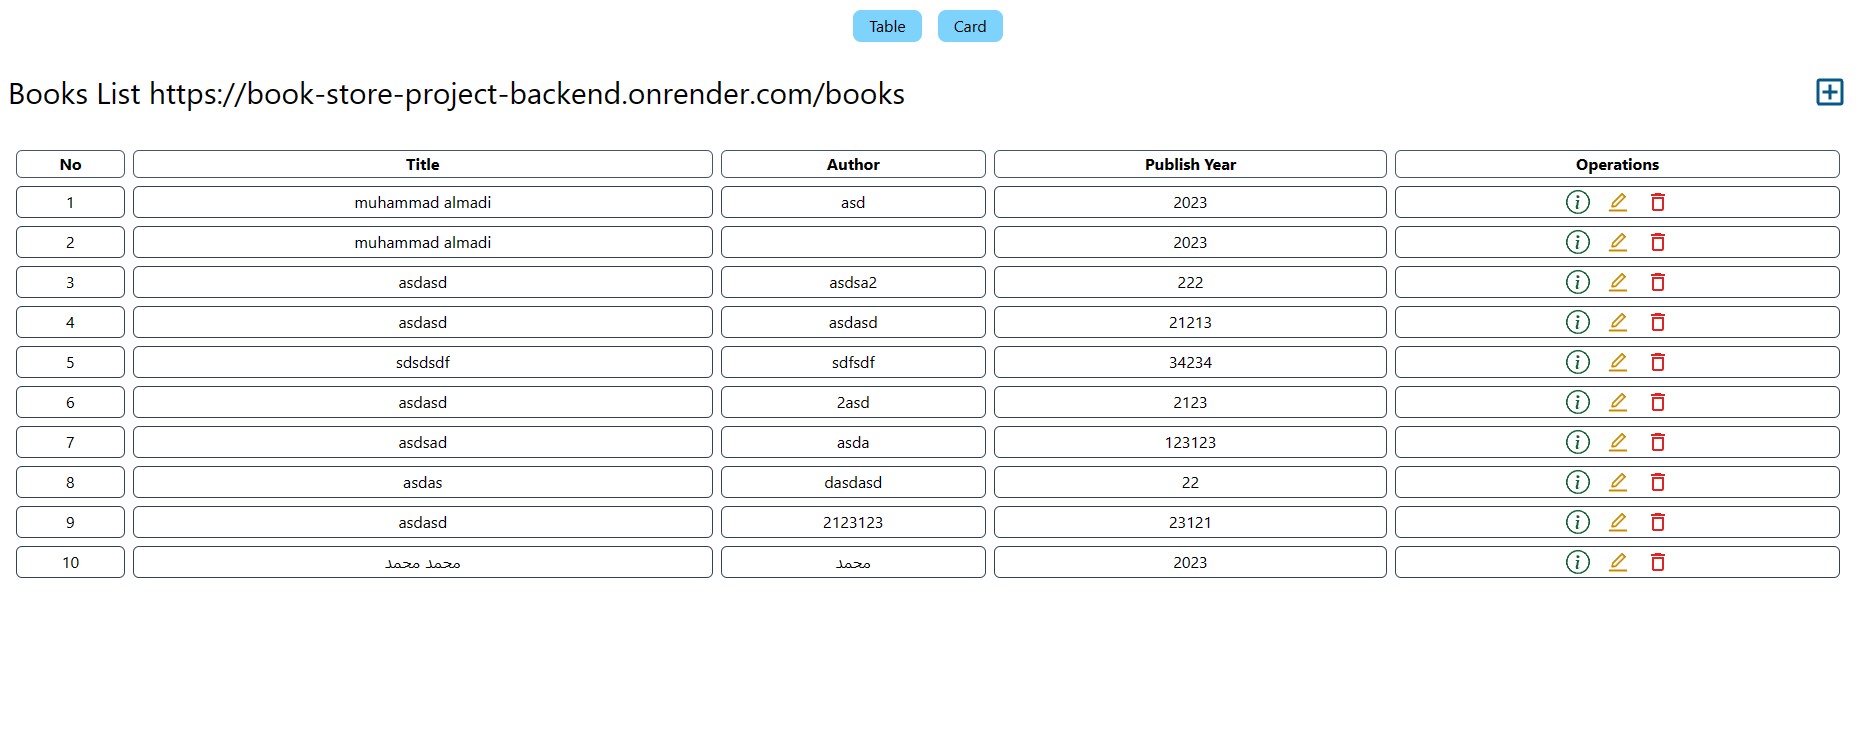 Table Card
Books List https://book-store-project-backend.onrender.com/books
No Title Author Publish Year Operations
1 muhammad almadi asd 2023
2 muhammad almadi 2023
3 asdasd asdsa2 222
4 asdasd asdasd 21213
5 sdsdsdf sdfsdf 34234
6 asdasd 2asd 2123
7 asdsad asda 123123
8 asdas dasdasd 22
9 asdasd 2123123 23121
10 محمد محمد محمد 2023